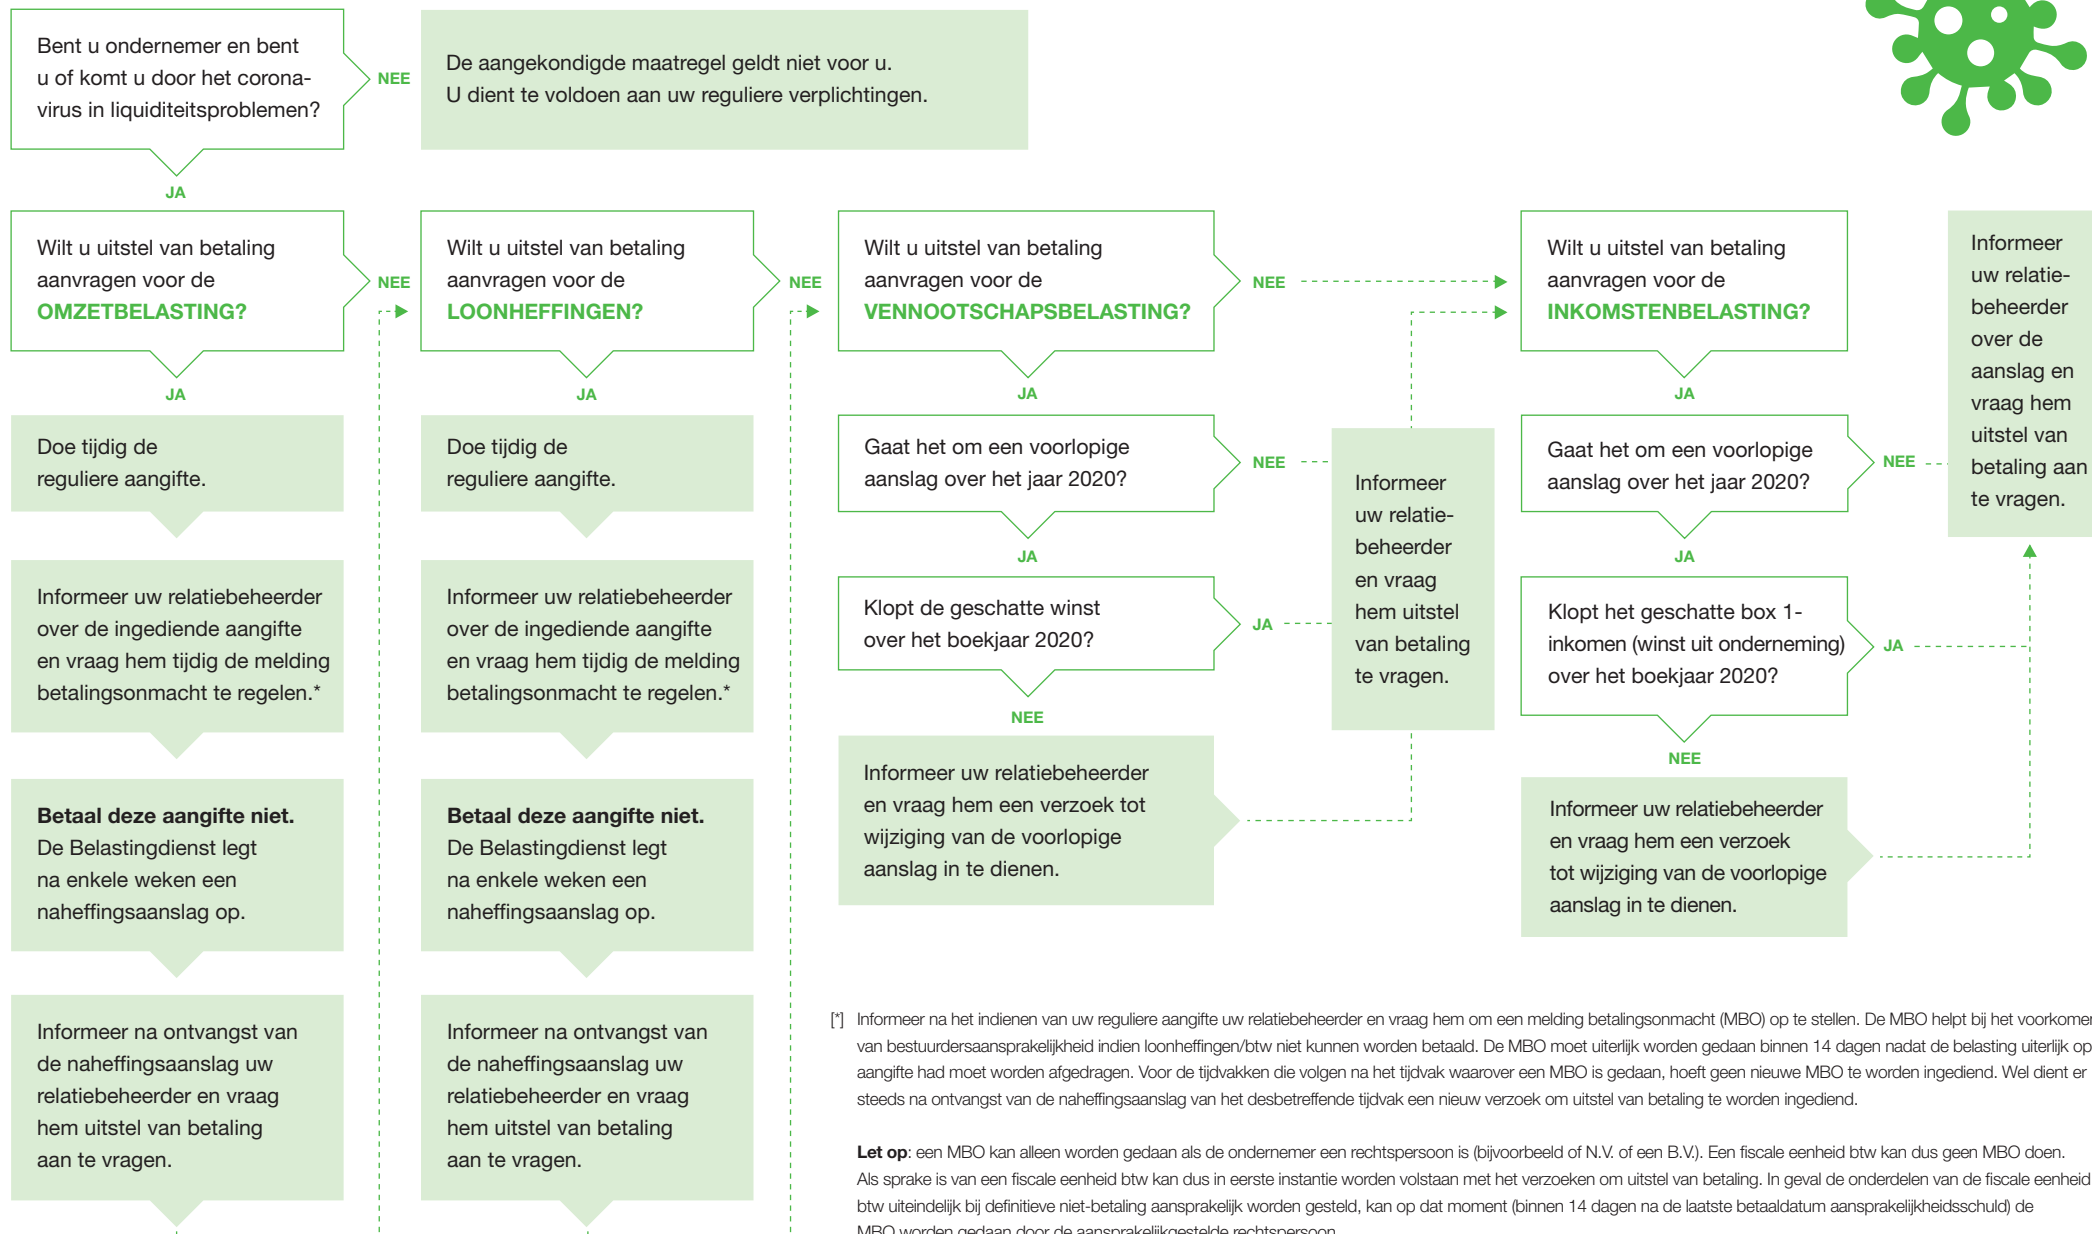 Bent u ondernemer en bent
u of komt u door het corona-
virus in liquiditeitsproblemen?
NEE
De aangekondigde maatregel geldt niet voor u.
U dient te voldoen aan uw reguliere verplichtingen.
JA
Wilt u uitstel van betaling
aanvragen voor de
OMZETBELASTING?
NEE
JA
Doe tijdig de
reguliere aangifte.
Informeer uw relatiebeheerder
over de ingediende aangifte
en vraag hem tijdig de melding
betalingsonmacht te regelen.*
Betaal deze aangifte niet.
De Belastingdienst legt
na enkele weken een
naheffingsaanslag op.
Informeer na ontvangst van
de naheffingsaanslag uw
relatiebeheerder en vraag
hem uitstel van betaling
aan te vragen.
Wilt u uitstel van betaling
aanvragen voor de
LOONHEFFINGEN?
NEE
JA
Doe tijdig de
reguliere aangifte.
Informeer uw relatiebeheerder
over de ingediende aangifte
en vraag hem tijdig de melding
betalingsonmacht te regelen.*
Betaal deze aangifte niet.
De Belastingdienst legt
na enkele weken een
naheffingsaanslag op.
Informeer na ontvangst van
de naheffingsaanslag uw
relatiebeheerder en vraag
hem uitstel van betaling
aan te vragen.
Wilt u uitstel van betaling
aanvragen voor de
VENNOOTSCHAPSBELASTING?
NEE
JA
Gaat het om een voorlopige
aanslag over het jaar 2020?
NEE
JA
Klopt de geschatte winst
over het boekjaar 2020?
JA
NEE
Informeer uw relatiebeheerder
en vraag hem een verzoek tot
wijziging van de voorlopige
aanslag in te dienen.
Informeer
uw relatie-
beheerder
en vraag
hem uitstel
van betaling
te vragen.
Wilt u uitstel van betaling
aanvragen voor de
INKOMSTENBELASTING?
JA
Gaat het om een voorlopige
aanslag over het jaar 2020?
NEE
JA
Klopt het geschatte box 1-
inkomen (winst uit onderneming)
over het boekjaar 2020?
JA
NEE
Informeer uw relatiebeheerder
en vraag hem een verzoek
tot wijziging van de voorlopige
aanslag in te dienen.
Informeer
uw relatie-
beheerder
over de
aanslag en
vraag hem
uitstel van
betaling aan
te vragen.
[*] Informeer na het indienen van uw reguliere aangifte uw relatiebeheerder en vraag hem om een melding betalingsonmacht (MBO) op te stellen. De MBO helpt bij het voorkomen
van bestuurdersaansprakelijkheid indien loonheffingen/btw niet kunnen worden betaald. De MBO moet uiterlijk worden gedaan binnen 14 dagen nadat de belasting uiterlijk op
aangifte had moet worden afgedragen. Voor de tijdvakken die volgen na het tijdvak waarover een MBO is gedaan, hoeft geen nieuwe MBO te worden ingediend. Wel dient er
steeds na ontvangst van de naheffingsaanslag van het desbetreffende tijdvak een nieuw verzoek om uitstel van betaling te worden ingediend.
Let op: een MBO kan alleen worden gedaan als de ondernemer een rechtspersoon is (bijvoorbeeld of N.V. of een B.V.). Een fiscale eenheid btw kan dus geen MBO doen.
Als sprake is van een fiscale eenheid btw kan dus in eerste instantie worden volstaan met het verzoeken om uitstel van betaling. In geval de onderdelen van de fiscale eenheid
btw uiteindelijk bij definitieve niet-betaling aansprakelijk worden gesteld, kan op dat moment (binnen 14 dagen na de laatste betaaldatum aansprakelijkheidsschuld) de
MBO worden gedaan door de aansprakelijkgestelde rechtspersoon.